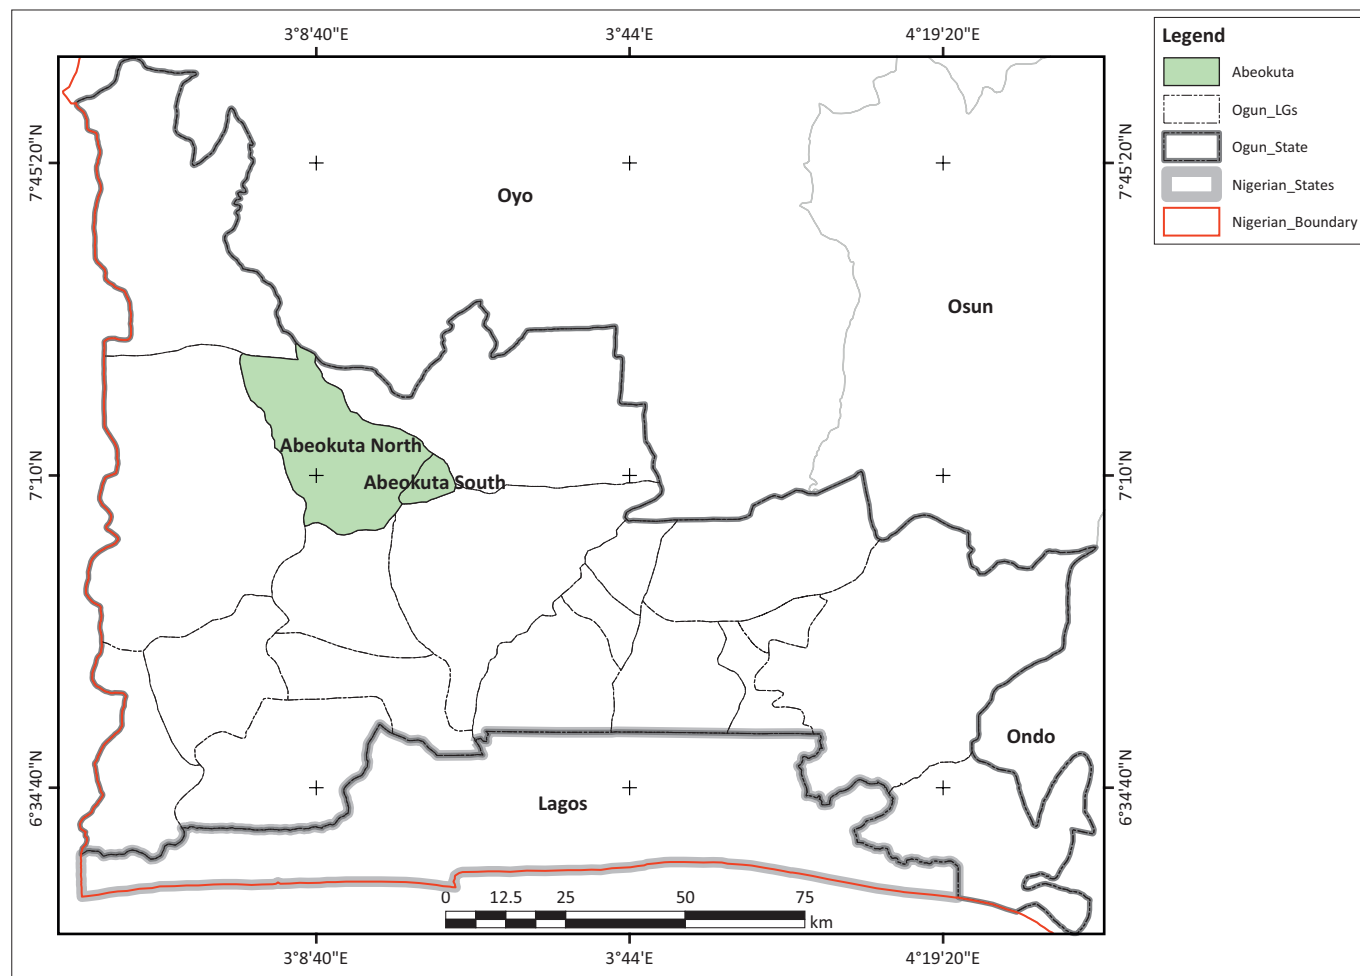 3°8'40"E
3°44'E
4°19'20"E
Legend
Abeokuta
Ogun_LGs
Ogun_State
Nigerian_States
Nigerian_Boundary
7°45'20"N
7°45'20"N
Oyo
Osun
Abeokuta North
Abeokuta South
7°10'N
7°10'N
Ondo
Lagos
6°34'40"N
6°34'40"N
0 12.5 25 50 75
km
3°8'40"E
3°44'E
4°19'20"E